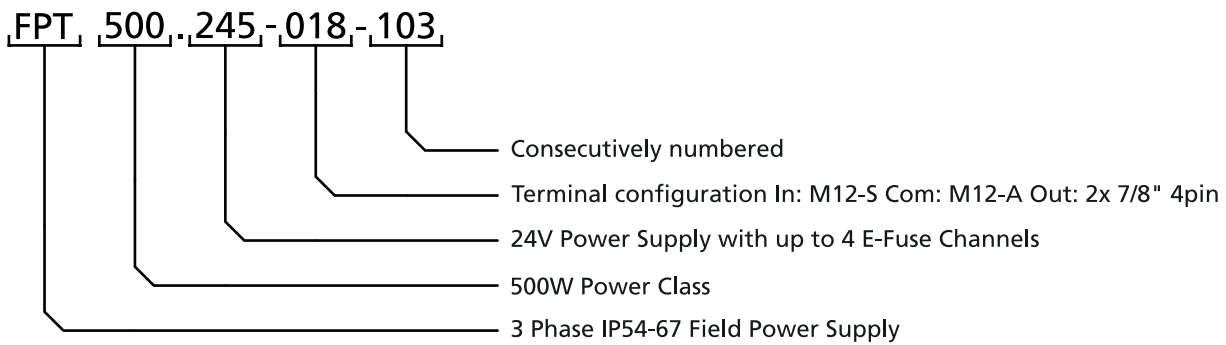 FPT 500.245-018-103
Consecutively numbered
Terminal configuration In: M12-S Com: M12-A Out: 2x 7/8" 4pin
24V Power Supply with up to 4 E-Fuse Channels
500W Power Class
3 Phase IP54-67 Field Power Supply